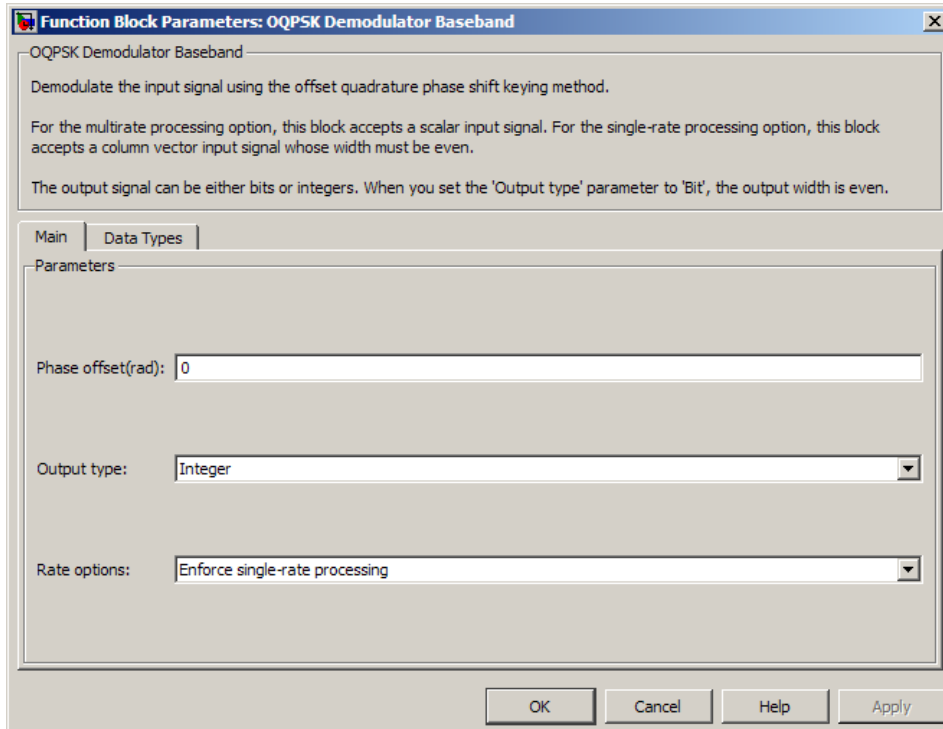 Function Block Parameters: OQPSK Demodulator Baseband
OQPSK Demodulator Baseband
Demodulate the input signal using the offset quadrature phase shift keying method.
For the multirate processing option, this block accepts a scalar input signal. For the single-rate processing option, this block
accepts a column vector input signal whose width must be even.
The output signal can be either bits or integers. When you set the 'Output type' parameter to 'Bit', the output width is even.
Main Data Types
Parameters
Phase offset(rad): 0
Output type: Integer
Rate options: Enforce single-rate processing
OK Cancel Help Apply